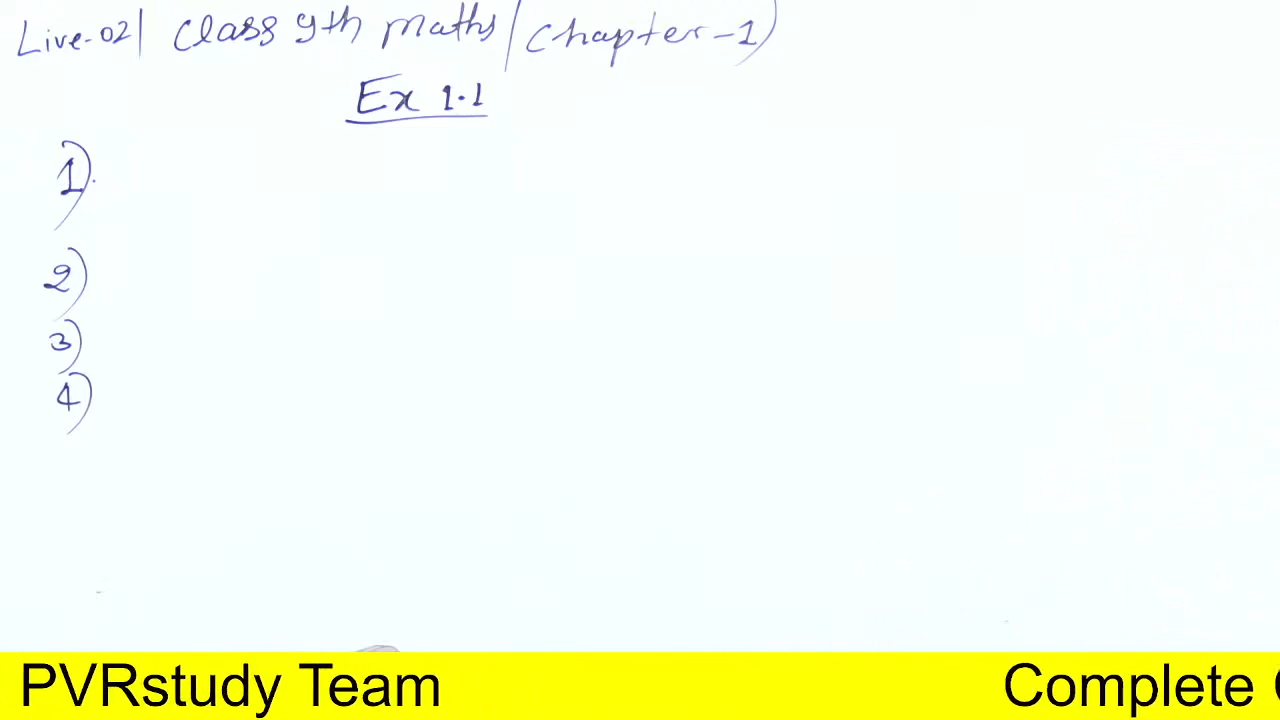 Live-02| Class 9th maths/(Chapter-1)
Ex 1.1
1).
2)
3)
4)
PVRstudy Team
Complete